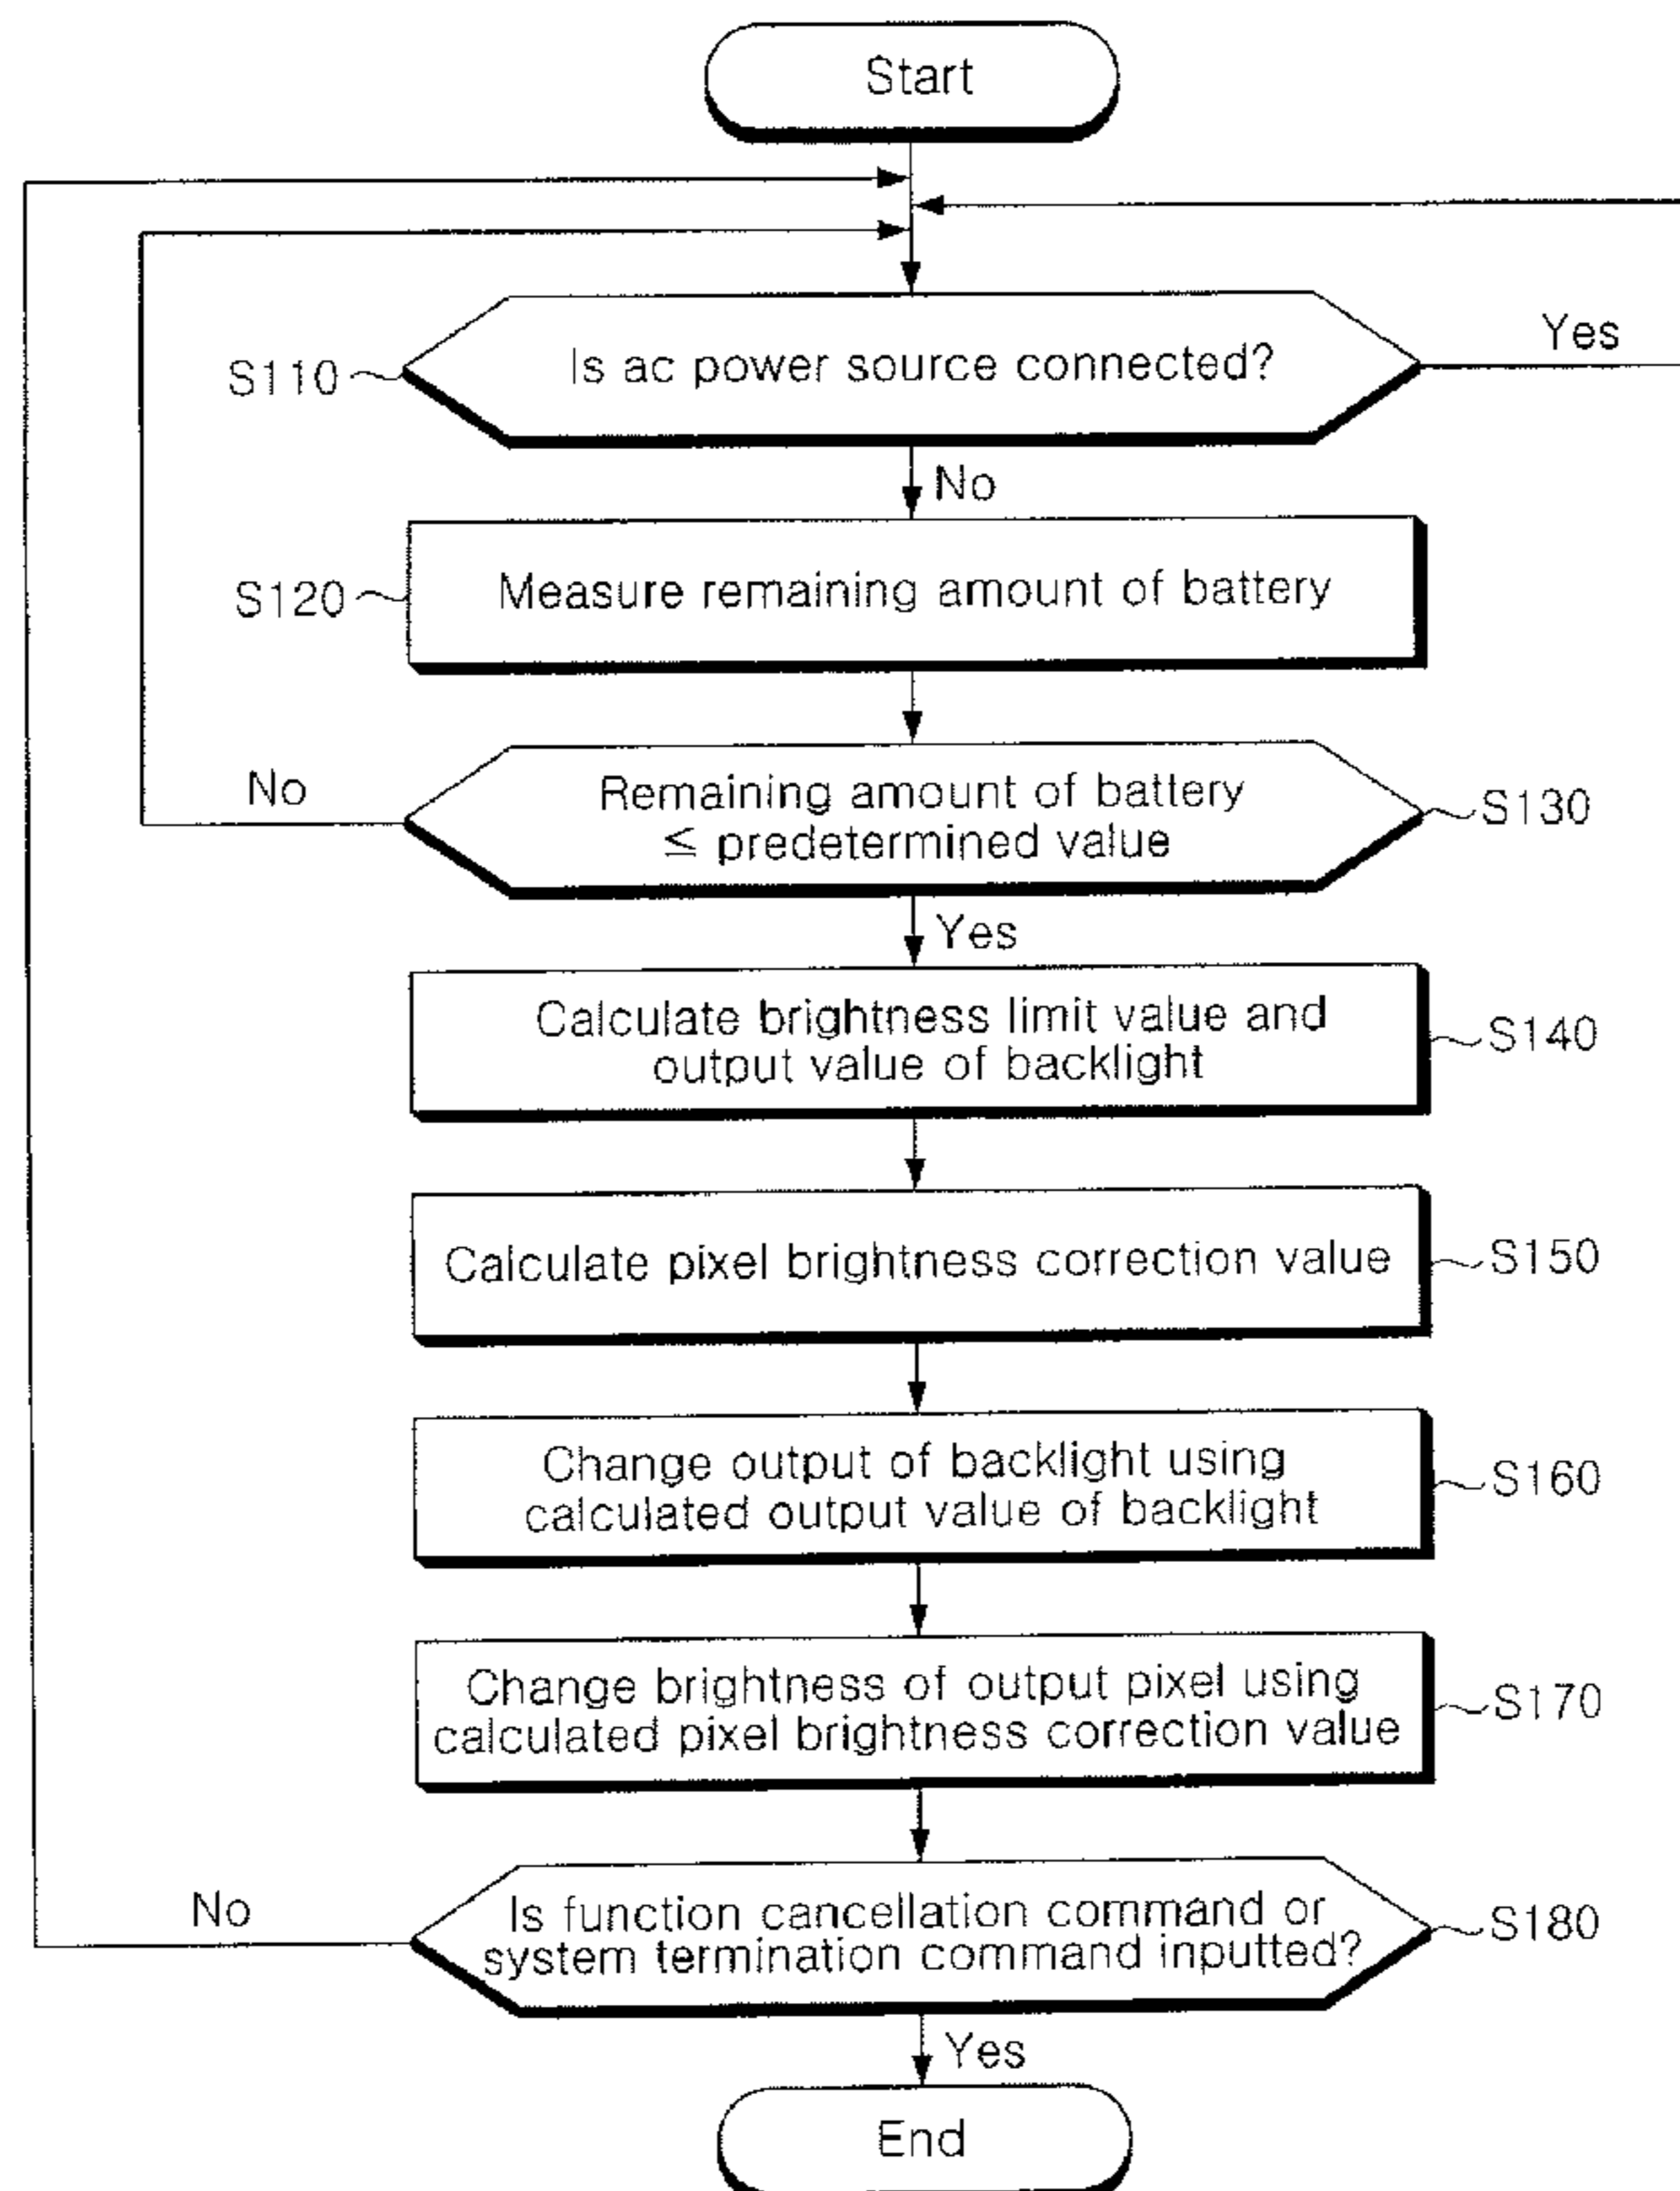 Start
Is ac power source connected?
Yes
S110
No
Measure remaining amount of battery
S120
Remaining amount of battery
≤ predetermined value
No
S130
Yes
Calculate brightness limit value and
output value of backlight
S140
Calculate pixel brightness correction value
S150
Change output of backlight using
calculated output value of backlight
S160
Change brightness of output pixel using
calculated pixel brightness correction value
S170
No
Is function cancellation command or
system termination command inputted?
S180
Yes
End